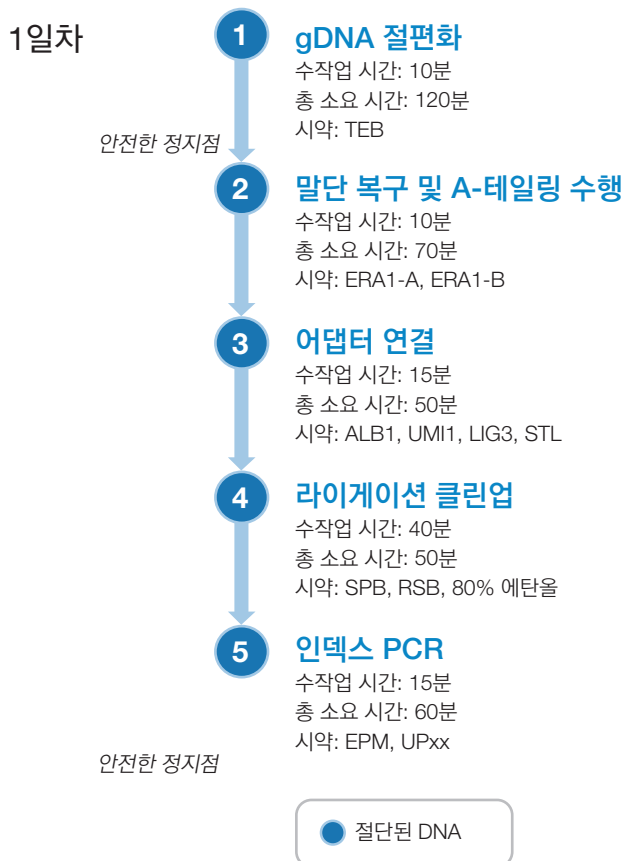 1일차
1
gDNA 절편화
수작업 시간: 10분
총 소요 시간: 120분
시약: TEB
안전한 정지점
2
말단 복구 및 A-테일링 수행
수작업 시간: 10분
총 소요 시간: 70분
시약: ERA1-A, ERA1-B
3
어댑터 연결
수작업 시간: 15분
총 소요 시간: 50분
시약: ALB1, UMI1, LIG3, STL
4
라이게이션 클린업
수작업 시간: 40분
총 소요 시간: 50분
시약: SPB, RSB, 80% 에탄올
5
인덱스 PCR
수작업 시간: 15분
총 소요 시간: 60분
시약: EPM, UPxx
안전한 정지점
절단된 DNA